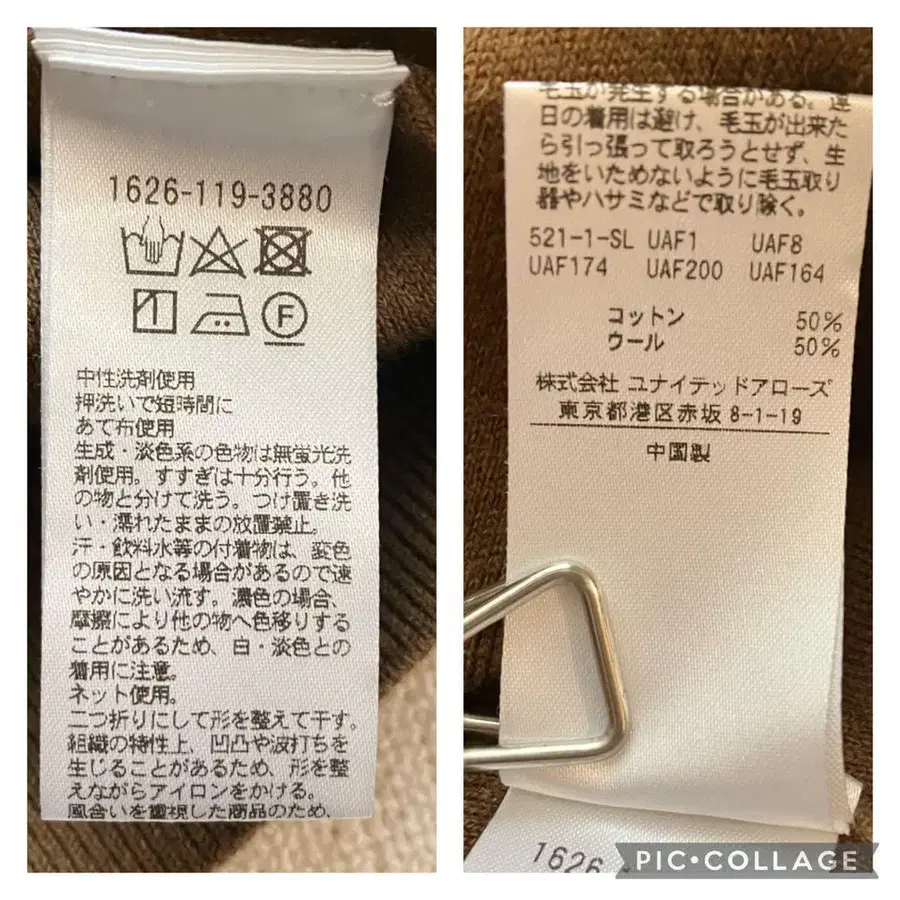 1626-119-3880
F
中性洗剤使用
押洗いで短時間に
あて布使用
生成・淡色系の色物は無蛍光洗
剤使用。すすぎは十分行う。他
の物と分けて洗う。つけ置き洗
い・濡れたままの放置禁止。
汗・飲料水等の付着物は、変色
の原因となる場合があるので速
やかに洗い流す。濃色の場合、
摩擦により他の物へ色移りする
ことがあるため、白・淡色との
着用に注意。
ネット使用。
二つ折りにして形を整えて干す。
組織の特性上、凹凸や波打ちを
生じることがあるため、形を整
えながらアイロンをかける。
風合いを重視した商品のため、
毛玉が発生する場合がある。連
日の着用は避け、毛玉が出来た
ら引っ張って取ろうとせず、生
地をいためないように毛玉取り
器やハサミなどで取り除く。
521-1-SL UAF1 UAF8
UAF174 UAF200 UAF164
コットン 50%
ウール 50%
株式会社 ユナイテッドアローズ
東京都港区赤坂 8-1-19
中国製
1626
PIC•COLLAGE